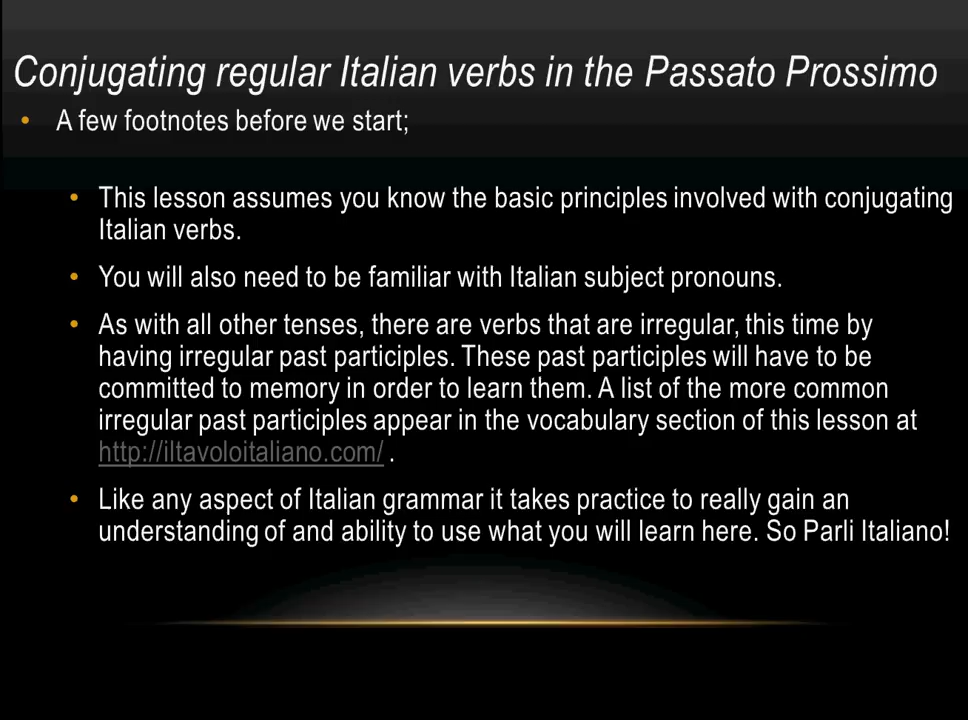 Conjugating regular Italian verbs in the Passato Prossimo
• A few footnotes before we start;
• This lesson assumes you know the basic principles involved with conjugating
Italian verbs.
• You will also need to be familiar with Italian subject pronouns.
• As with all other tenses, there are verbs that are irregular, this time by
having irregular past participles. These past participles will have to be
committed to memory in order to learn them. A list of the more common
irregular past participles appear in the vocabulary section of this lesson at
http://iltavoloitaliano.com/ .
• Like any aspect of Italian grammar it takes practice to really gain an
understanding of and ability to use what you will learn here. So Parli Italiano!